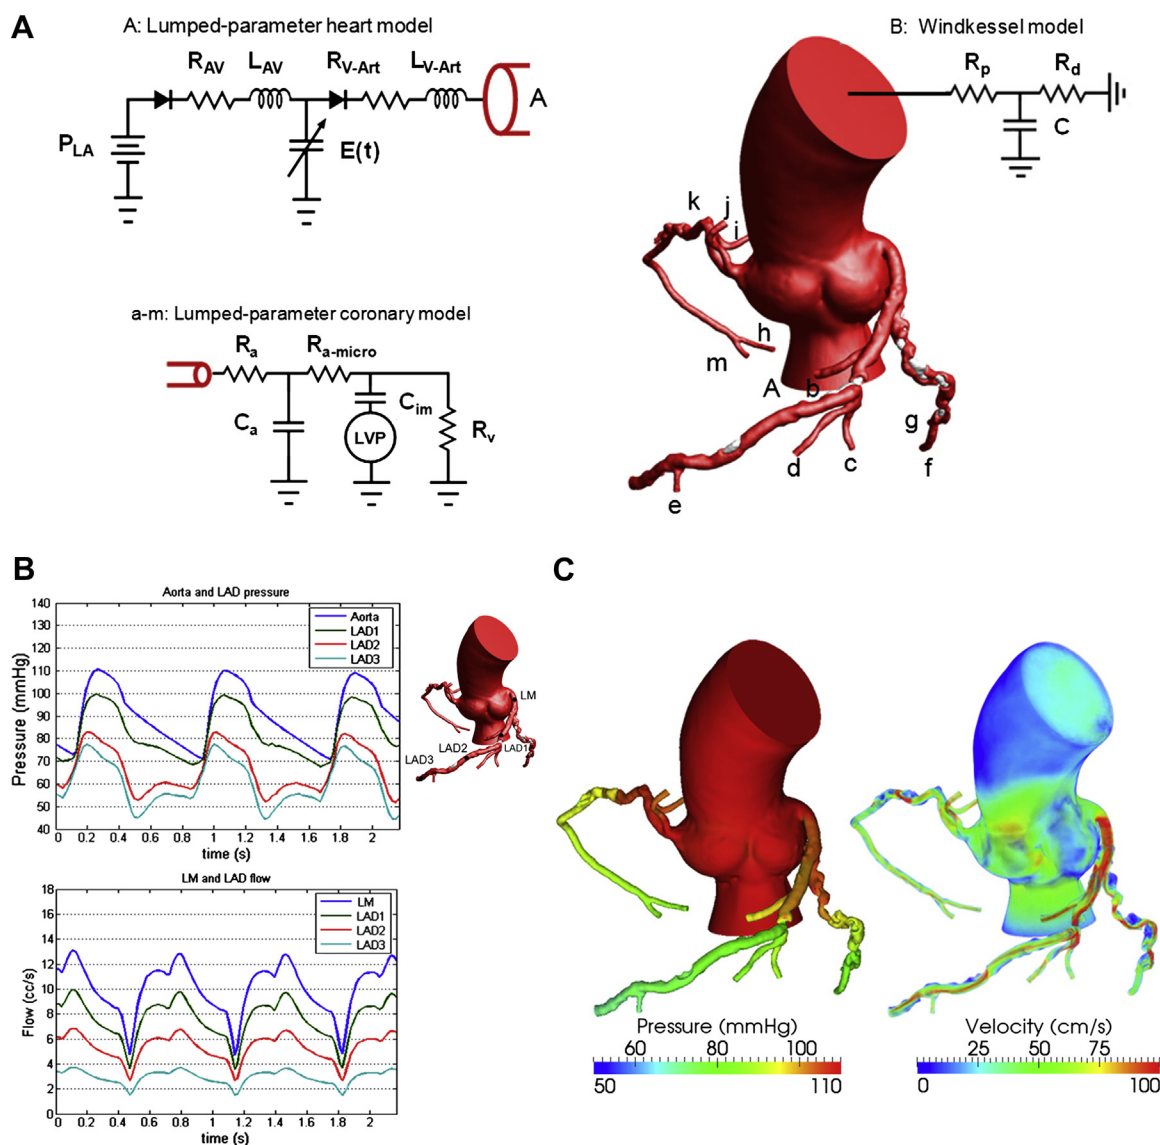 A
A: Lumped-parameter heart model
R_AV L_AV R_V-Art L_V-Art
A
P_LA
E(t)
B: Windkessel model
R_p R_d
C
a-m: Lumped-parameter coronary model
R_a R_a-micro
C_a C_im
LVP
R_v
k
j
i
h
m
A
b
g
d
c
f
e
B
Aorta and LAD pressure
Pressure (mmHg)
140
130
120
110
100
90
80
70
60
50
40
Aorta
LAD1
LAD2
LAD3
0 0.2 0.4 0.6 0.8 1 1.2 1.4 1.6 1.8 2
time (s)
LM
LAD2
LAD1
LAD3
LM and LAD flow
Flow (cc/s)
18
16
14
12
10
8
6
4
2
0
LM
LAD1
LAD2
LAD3
0 0.2 0.4 0.6 0.8 1 1.2 1.4 1.6 1.8 2
time (s)
C
Pressure (mmHg)
60 80 100
50 110
Velocity (cm/s)
25 50 75
0 100